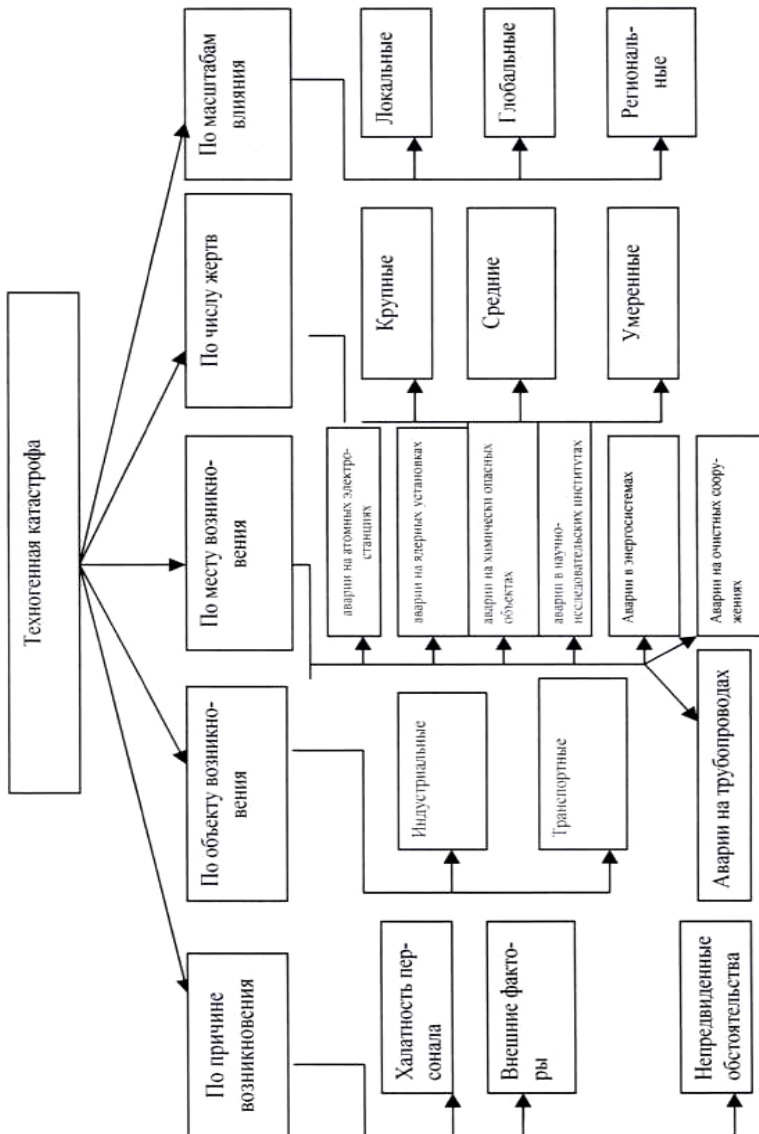 Техногенная катастрофа
По причине
возникновения
По объекту возникно-
вения
По месту возникно-
вения
По числу жертв
По масштабам
влияния
Халатность пер-
сонала
Внешние факто-
ры
Непредвиденные
обстоятельства
Индустриальные
Транспортные
аварии на атомных электро-
станциях
аварии на ядерных установках
аварии на химически опасных
объектах
аварии в научно-
исследовательских институтах
Аварии в энергосистемах
Аварии на очистных соору-
жениях
Аварии на трубопроводах
Крупные
Средние
Умеренные
Локальные
Глобальные
Региональ-
ные